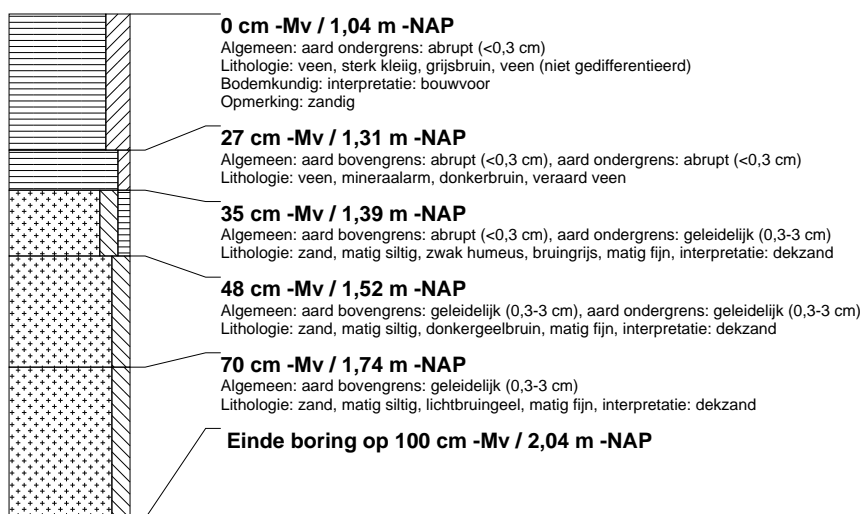 0 cm -Mv / 1,04 m -NAP
Algemeen: aard ondergrens: abrupt (<0,3 cm)
Lithologie: veen, sterk kleiig, grijsbruin, veen (niet gedifferentieerd)
Bodemkundig: interpretatie: bouwvoor
Opmerking: zandig
27 cm -Mv / 1,31 m -NAP
Algemeen: aard bovengrens: abrupt (<0,3 cm), aard ondergrens: abrupt (<0,3 cm)
Lithologie: veen, mineraalarm, donkerbruin, veraard veen
35 cm -Mv / 1,39 m -NAP
Algemeen: aard bovengrens: abrupt (<0,3 cm), aard ondergrens: geleidelijk (0,3-3 cm)
Lithologie: zand, matig siltig, zwak humeus, bruingrijs, matig fijn, interpretatie: dekzand
48 cm -Mv / 1,52 m -NAP
Algemeen: aard bovengrens: geleidelijk (0,3-3 cm), aard ondergrens: geleidelijk (0,3-3 cm)
Lithologie: zand, matig siltig, donkergeelbruin, matig fijn, interpretatie: dekzand
70 cm -Mv / 1,74 m -NAP
Algemeen: aard bovengrens: geleidelijk (0,3-3 cm)
Lithologie: zand, matig siltig, lichtbruingeel, matig fijn, interpretatie: dekzand
Einde boring op 100 cm -Mv / 2,04 m -NAP